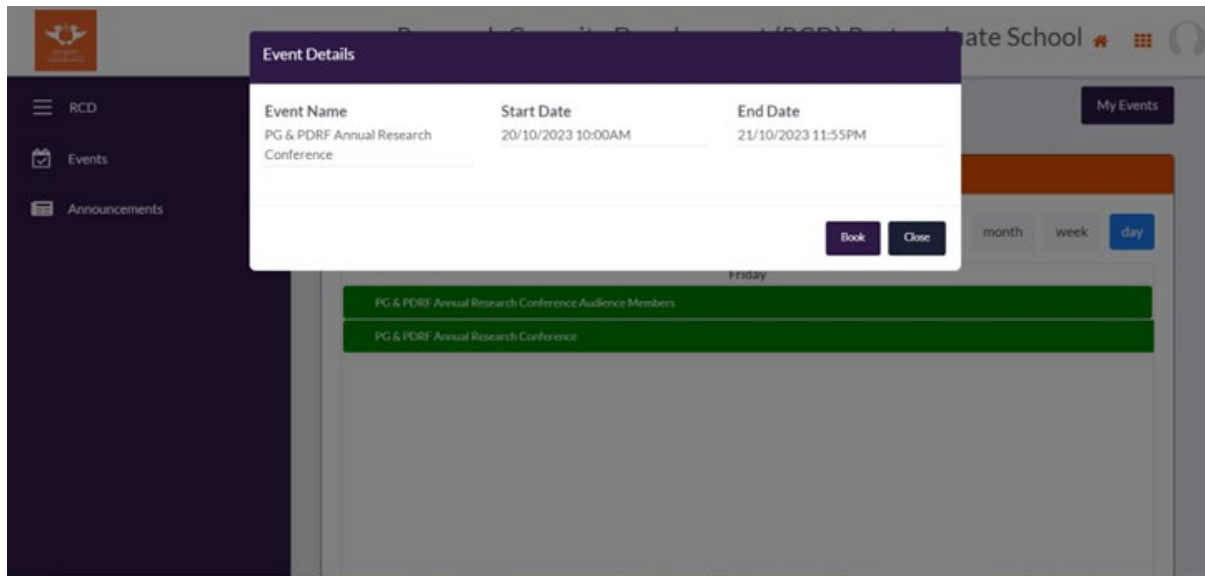 ate School
Event Details
RCD
My Events
Event Name
Start Date
End Date
PG & PDRF Annual Research
Conference
20/10/2023 10:00AM
21/10/2023 11:55PM
Events
Announcements
Book
Close
month
week
day
Friday
PG & PDRF Annual Research Conference Audience Members
PG & PDRF Annual Research Conference